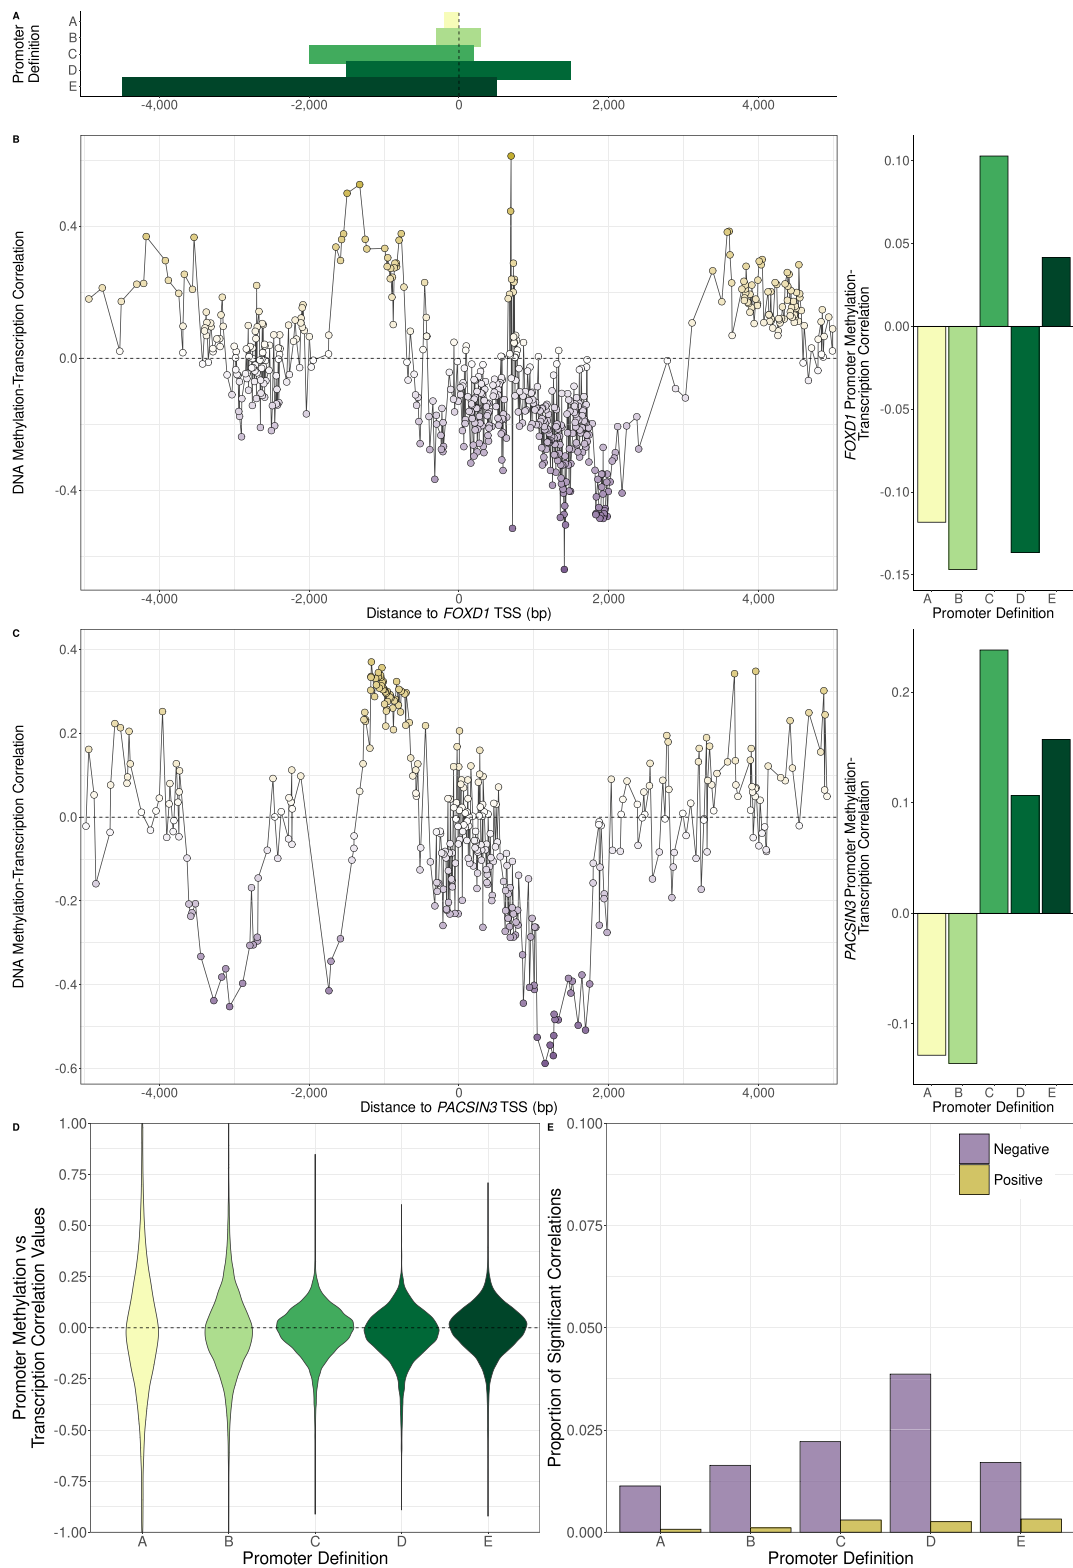 A
Promoter
Definition
A
B
C
D
E
-4,000
-2,000
0
2,000
4,000
B
DNA Methylation-Transcription Correlation
0.4
0.0
-0.4
-4,000
-2,000
0
2,000
4,000
Distance to FOXD1 TSS (bp)
FOXD1 Promoter Methylation-
Transcription Correlation
0.10
0.05
0.00
-0.05
-0.10
-0.15
A
B
C
D
E
Promoter Definition
C
DNA Methylation-Transcription Correlation
0.4
0.2
0.0
-0.2
-0.4
-0.6
-4,000
-2,000
0
2,000
4,000
Distance to PACSIN3 TSS (bp)
PACSIN3 Promoter Methylation-
Transcription Correlation
0.2
0.1
0.0
-0.1
A
B
C
D
E
Promoter Definition
D
Promoter Methylation vs
Transcription Correlation Values
1.00
0.75
0.50
0.25
0.00
-0.25
-0.50
-0.75
-1.00
A
B
C
D
E
Promoter Definition
E
Proportion of Significant Correlations
0.100
0.075
0.050
0.025
0.000
Negative
Positive
A
B
C
D
E
Promoter Definition